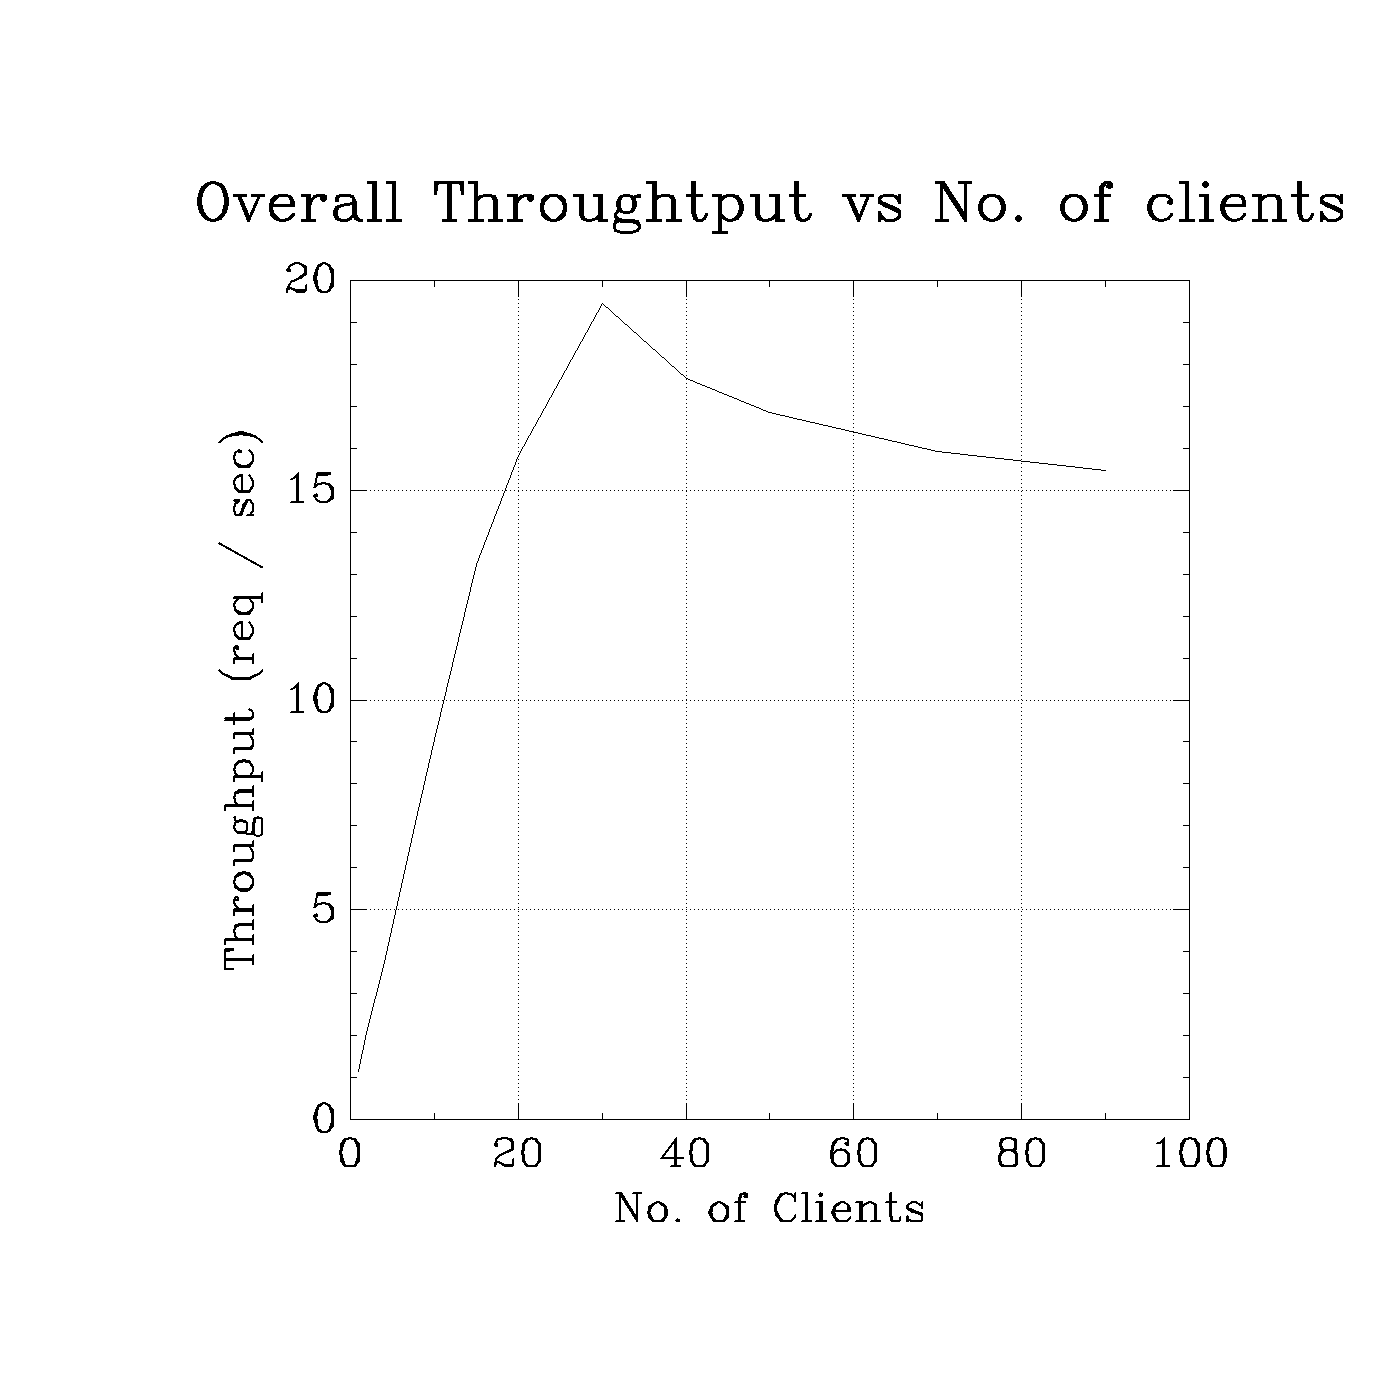 Overall Throughtput vs No. of clients
20
15
10
5
0
Throughput (req / sec)
0 20 40 60 80 100
No. of Clients